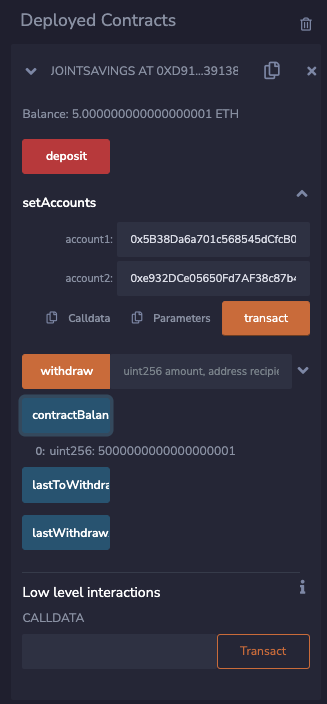 Deployed Contracts
JOINTSAVINGS AT 0XD91...39138
Balance: 5.000000000000000001 ETH
deposit
setAccounts
account1: 0x5B38Da6a701c568545dCfcB0
account2: 0xe932DCe05650Fd7AF38c87b4
Calldata Parameters transact
withdraw uint256 amount, address recipie
contractBalan
0: uint256: 5000000000000000001
lastToWithdra
lastWithdraw
Low level interactions
CALLDATA
Transact